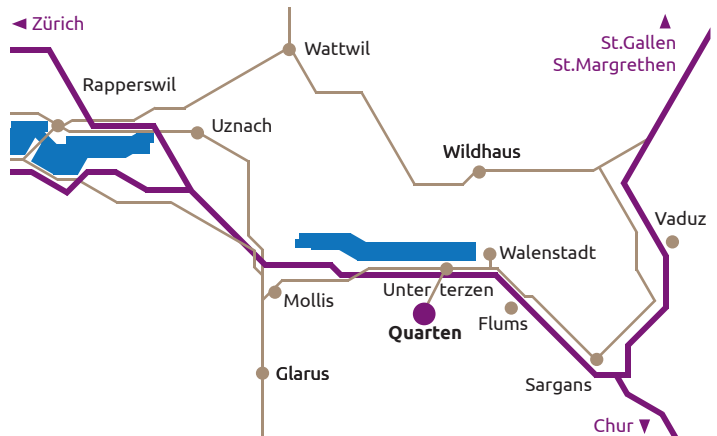 Zürich
St.Gallen
St.Margrethen
Wattwil
Rapperswil
Uznach
Wildhaus
Vaduz
Walenstadt
Unterterzen
Mollis
Flums
Quarten
Glarus
Sargans
Chur